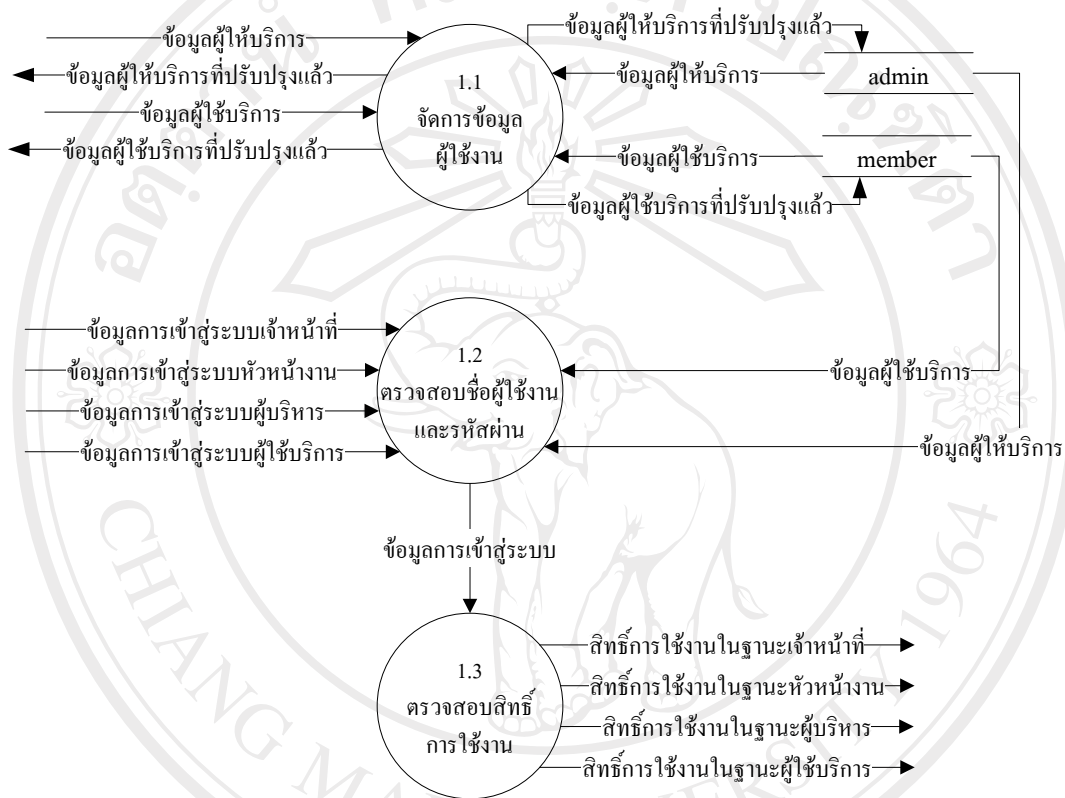 ข้อมูลผู้ให้บริการ
ข้อมูลผู้ให้บริการที่ปรับปรุงแล้ว
ข้อมูลผู้ใช้บริการ
ข้อมูลผู้ใช้บริการที่ปรับปรุงแล้ว
1.1
จัดการข้อมูล
ผู้ใช้งาน
ข้อมูลผู้ให้บริการที่ปรับปรุงแล้ว
ข้อมูลผู้ให้บริการ
admin
ข้อมูลผู้ใช้บริการ
member
ข้อมูลผู้ใช้บริการที่ปรับปรุงแล้ว
ข้อมูลการเข้าสู่ระบบเจ้าหน้าที่
ข้อมูลการเข้าสู่ระบบหัวหน้างาน
ข้อมูลการเข้าสู่ระบบผู้บริหาร
ข้อมูลการเข้าสู่ระบบผู้ใช้บริการ
1.2
ตรวจสอบชื่อผู้ใช้งาน
และรหัสผ่าน
ข้อมูลผู้ใช้บริการ
ข้อมูลผู้ให้บริการ
ข้อมูลการเข้าสู่ระบบ
1.3
ตรวจสอบสิทธิ์
การใช้งาน
สิทธิ์การใช้งานในฐานะเจ้าหน้าที่
สิทธิ์การใช้งานในฐานะหัวหน้างาน
สิทธิ์การใช้งานในฐานะผู้บริหาร
สิทธิ์การใช้งานในฐานะผู้ใช้บริการ
1964